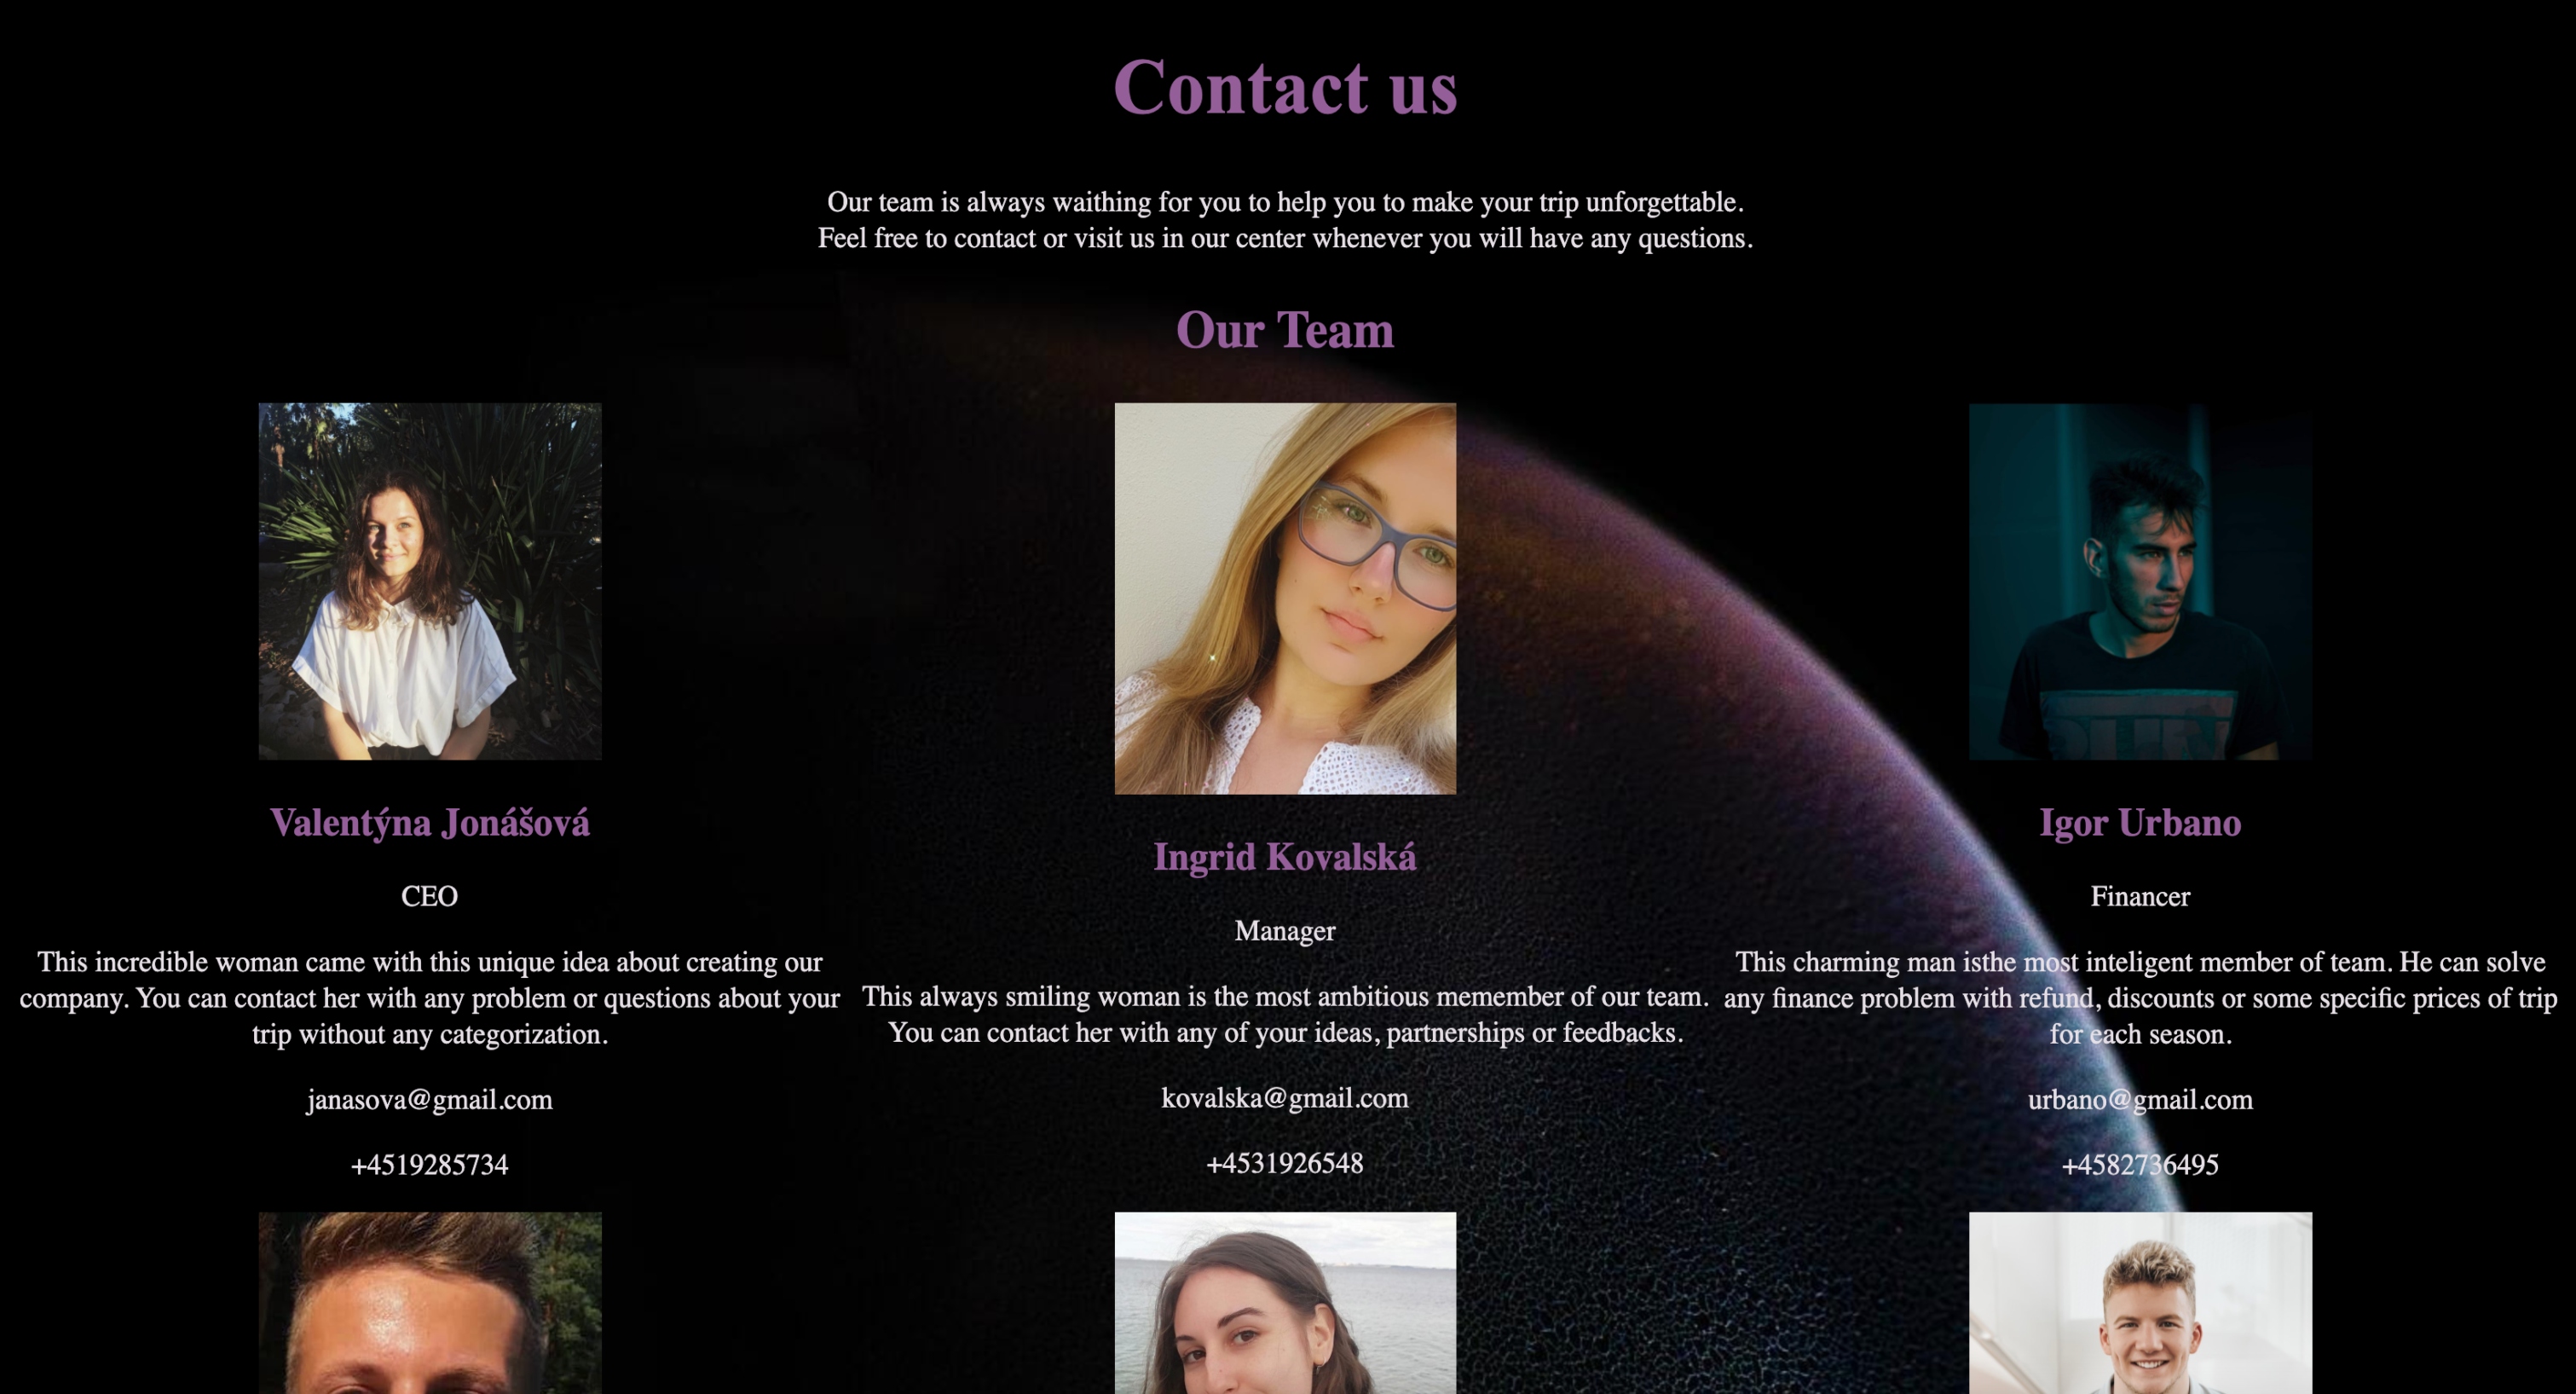 Contact us
Our team is always waithing for you to help you to make your trip unforgettable.
Feel free to contact or visit us in our center whenever you will have any questions.
Our Team
Valentýna Jonášová
CEO
This incredible woman came with this unique idea about creating our
company. You can contact her with any problem or questions about your
trip without any categorization.
janasova@gmail.com
+4519285734
Ingrid Kovalská
Manager
This always smiling woman is the most ambitious memember of our team.
You can contact her with any of your ideas, partnerships or feedbacks.
kovalska@gmail.com
+4531926548
Igor Urbano
Financer
This charming man isthe most inteligent member of team. He can solve
any finance problem with refund, discounts or some specific prices of trip
for each season.
urbano@gmail.com
+4582736495